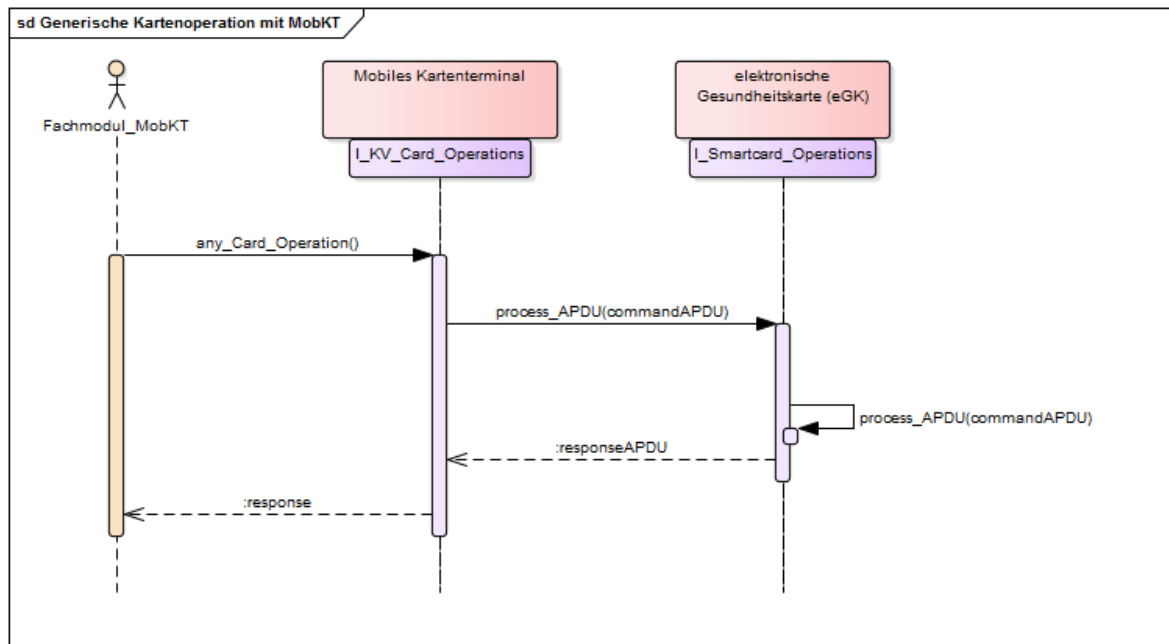 sd Generische Kartenoperation mit MobKT
Fachmodul_MobKT
Mobiles Kartenterminal
I_KV_Card_Operations
elektronische
Gesundheitskarte (eGK)
I_Smartcard_Operations
any_Card_Operation()
process_APDU(commandAPDU)
process_APDU(commandAPDU)
:responseAPDU
:response